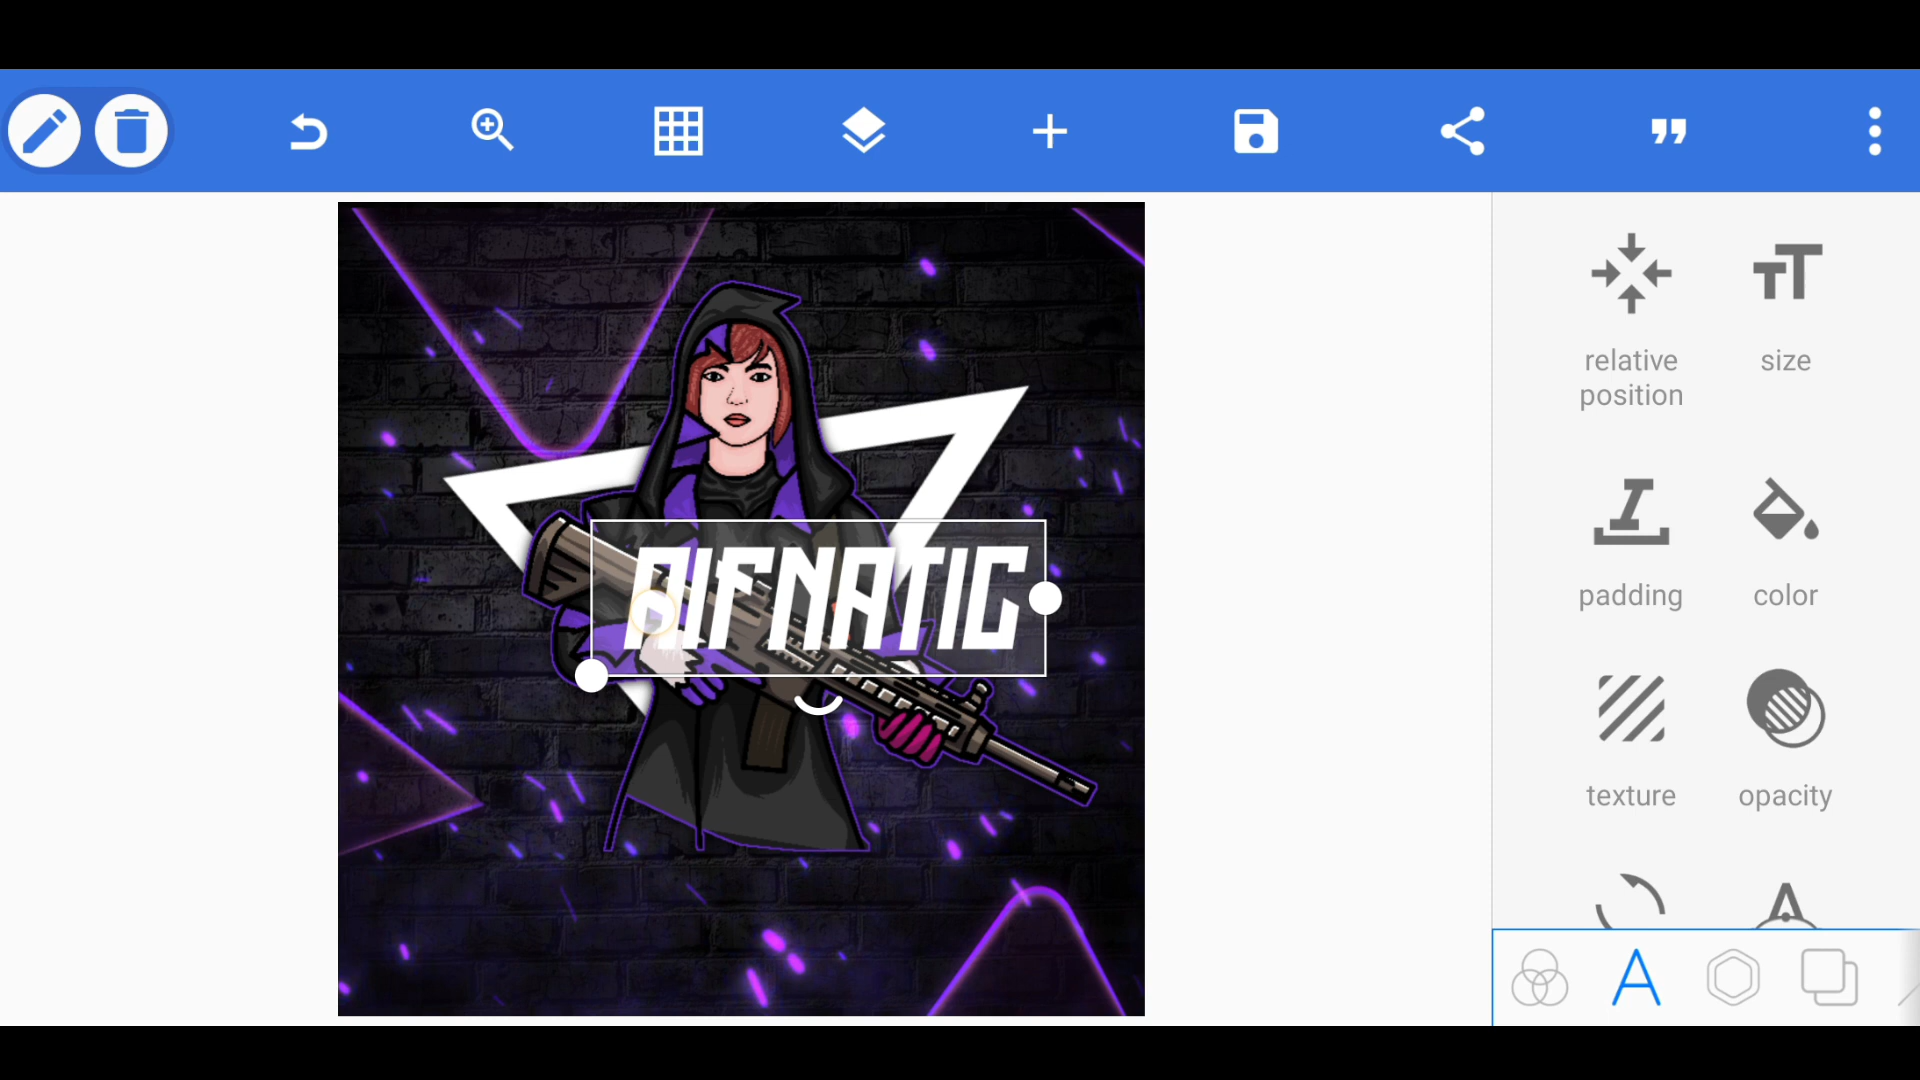 AIFNATIC
relative
position
size
padding
color
texture
opacity